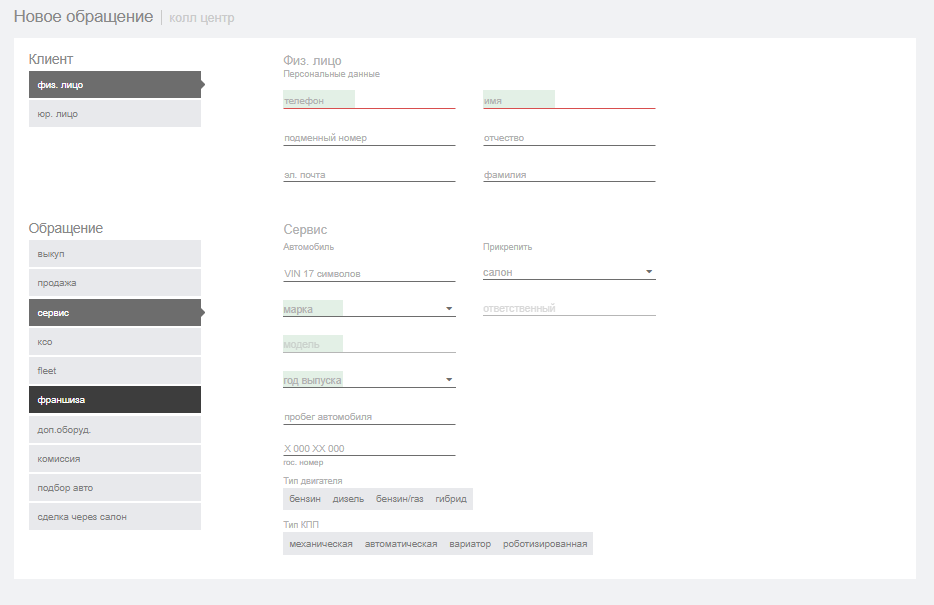 Новое обращение | колл центр
Клиент
физ. лицо
юр. лицо
Физ. лицо
Персональные данные
телефон
имя
подменный номер
отчество
эл. почта
фамилия
Обращение
выкуп
продажа
сервис
ксо
fleet
франшиза
доп.оборуд.
комиссия
подбор авто
сделка через салон
Сервис
Автомобиль
Прикрепить
VIN 17 символов
салон
марка
ответственный
модель
год выпуска
пробег автомобиля
X 000 XX 000
гос. номер
Тип двигателя
бензин дизель бензин/газ гибрид
Тип КПП
механическая автоматическая вариатор роботизированная